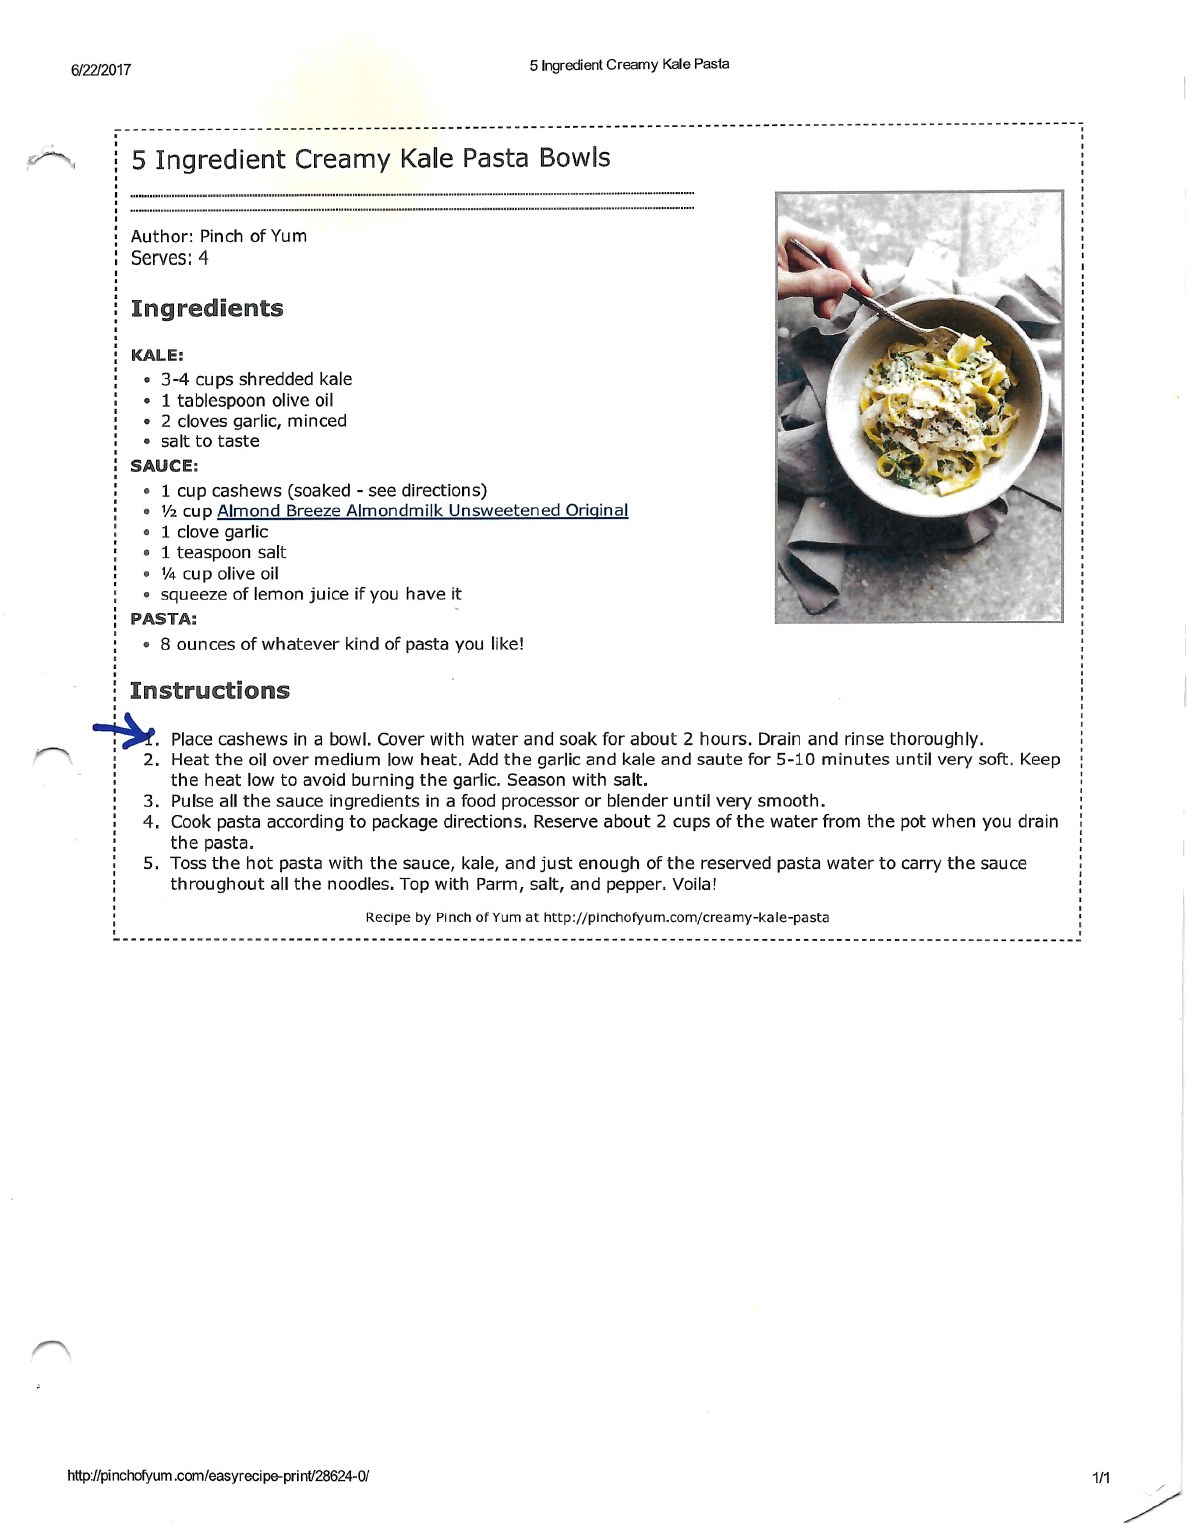 6/22/2017
5 Ingredient Creamy Kale Pasta
5 Ingredient Creamy Kale Pasta Bowls
Author: Pinch of Yum
Serves: 4
Ingredients
KALE:
• 3-4 cups shredded kale
• 1 tablespoon olive oil
• 2 cloves garlic, minced
• salt to taste
SAUCE:
• 1 cup cashews (soaked - see directions)
• ½ cup Almond Breeze Almondmilk Unsweetened Original
• 1 clove garlic
• 1 teaspoon salt
• ¼ cup olive oil
• squeeze of lemon juice if you have it
PASTA:
• 8 ounces of whatever kind of pasta you like!
Instructions
1. Place cashews in a bowl. Cover with water and soak for about 2 hours. Drain and rinse thoroughly.
2. Heat the oil over medium low heat. Add the garlic and kale and saute for 5-10 minutes until very soft. Keep
the heat low to avoid burning the garlic. Season with salt.
3. Pulse all the sauce ingredients in a food processor or blender until very smooth.
4. Cook pasta according to package directions. Reserve about 2 cups of the water from the pot when you drain
the pasta.
5. Toss the hot pasta with the sauce, kale, and just enough of the reserved pasta water to carry the sauce
throughout all the noodles. Top with Parm, salt, and pepper. Voila!
Recipe by Pinch of Yum at http://pinchofyum.com/creamy-kale-pasta
http://pinchofyum.com/easyrecipe-print/28624-0/
1/1